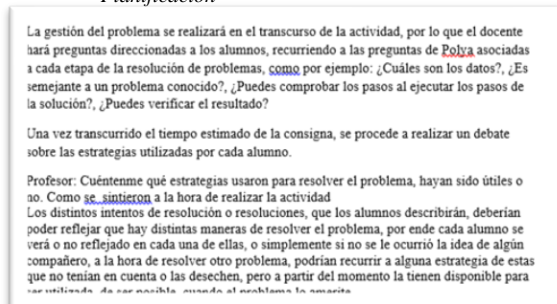 Planificación
La gestión del problema se realizará en el transcurso de la actividad, por lo que el docente
hará preguntas direccionadas a los alumnos, recurriendo a las preguntas de Polya asociadas
a cada etapa de la resolución de problemas, como por ejemplo: ¿Cuáles son los datos?, ¿Es
semejante a un problema conocido?, ¿Puedes comprobar los pasos al ejecutar los pasos de
la solución?, ¿Puedes verificar el resultado?
Una vez transcurrido el tiempo estimado de la consigna, se procede a realizar un debate
sobre las estrategias utilizadas por cada alumno.
Profesor: Cuéntenme qué estrategias usaron para resolver el problema, hayan sido útiles o
no. Como se sintieron a la hora de realizar la actividad
Los distintos intentos de resolución o resoluciones, que los alumnos describirán, deberían
poder reflejar que hay distintas maneras de resolver el problema, por ende cada alumno se
verá o no reflejado en cada una de ellas, o simplemente si no se le ocurrió la idea de algún
compañero, a la hora de resolver otro problema, podrían recurrir a alguna estrategia de estas
que no tenían en cuenta o las desechen, pero a partir del momento la tienen disponible para
ser utilizada, de ser posible, cuando el problema lo amerite